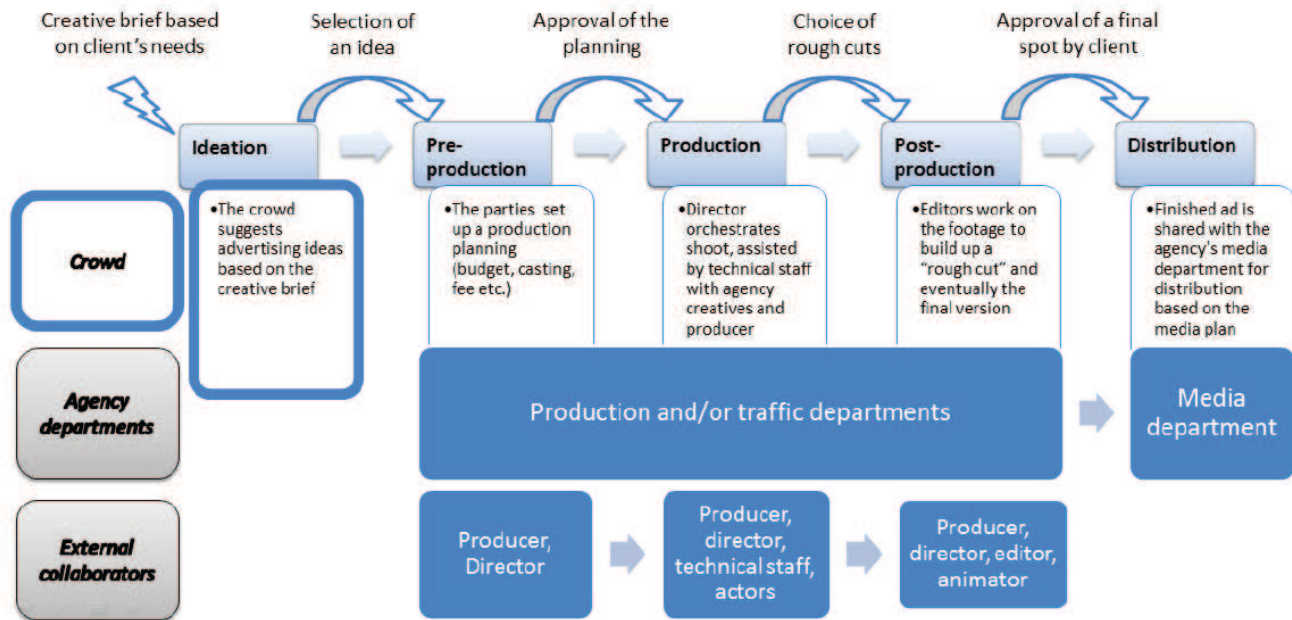 Creative brief based
on client's needs
Selection of
an idea
Approval of the
planning
Choice of
rough cuts
Approval of a final
spot by client
Ideation
Pre-
production
Production
Post-
production
Distribution
Crowd
•The crowd
suggests
advertising ideas
based on the
creative brief
•The parties set
up a production
planning
(budget, casting,
fee etc.)
•Director
orchestrates
shoot, assisted
by technical staff
with agency
creatives and
producer
•Editors work on
the footage to
build up a
"rough cut" and
eventually the
final version
•Finished ad is
shared with the
agency's media
department for
distribution
based on the
media plan
Agency
departments
Production and/or traffic departments
Media
department
External
collaborators
Producer,
Director
Producer,
director,
technical staff,
actors
Producer,
director, editor,
animator